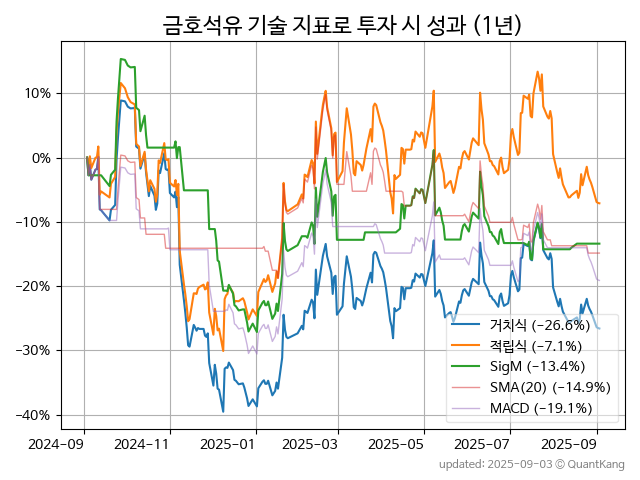 금호석유 기술 지표로 투자 시 성과 (1년)
10%
0%
−10%
−20%
−30%
−40%
2024-09
2024-11
2025-01
2025-03
2025-05
2025-07
2025-09
거치식 (−26.6%)
적립식 (−7.1%)
SigM (−13.4%)
SMA(20) (−14.9%)
MACD (−19.1%)
updated: 2025-09-03 © QuantKang